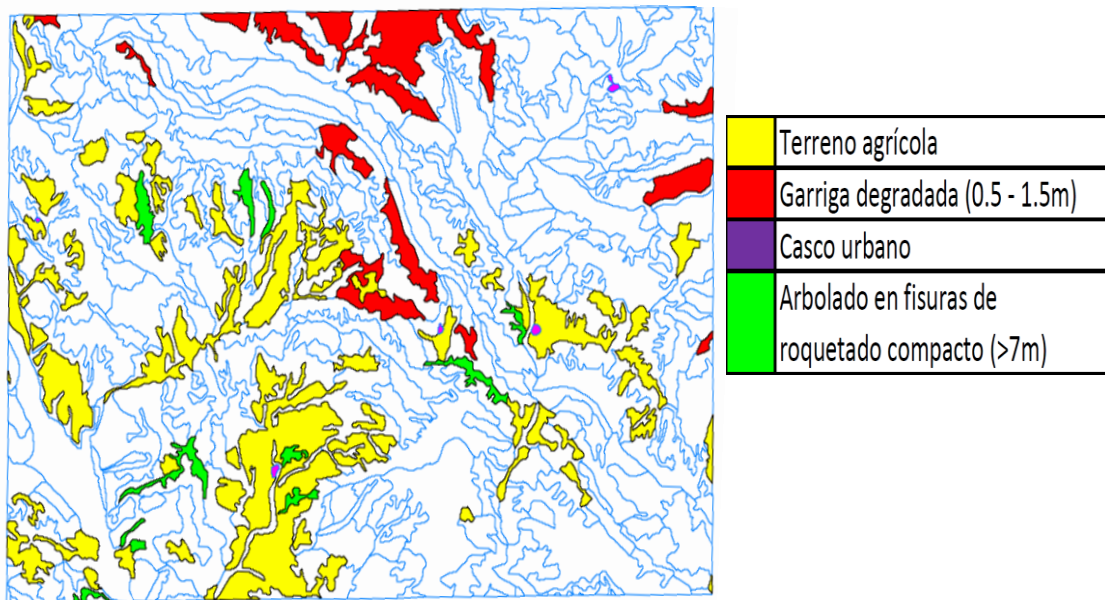 Terreno agrícola
Garriga degradada (0.5 - 1.5m)
Casco urbano
Arbolado en fisuras de
roquetado compacto (>7m)